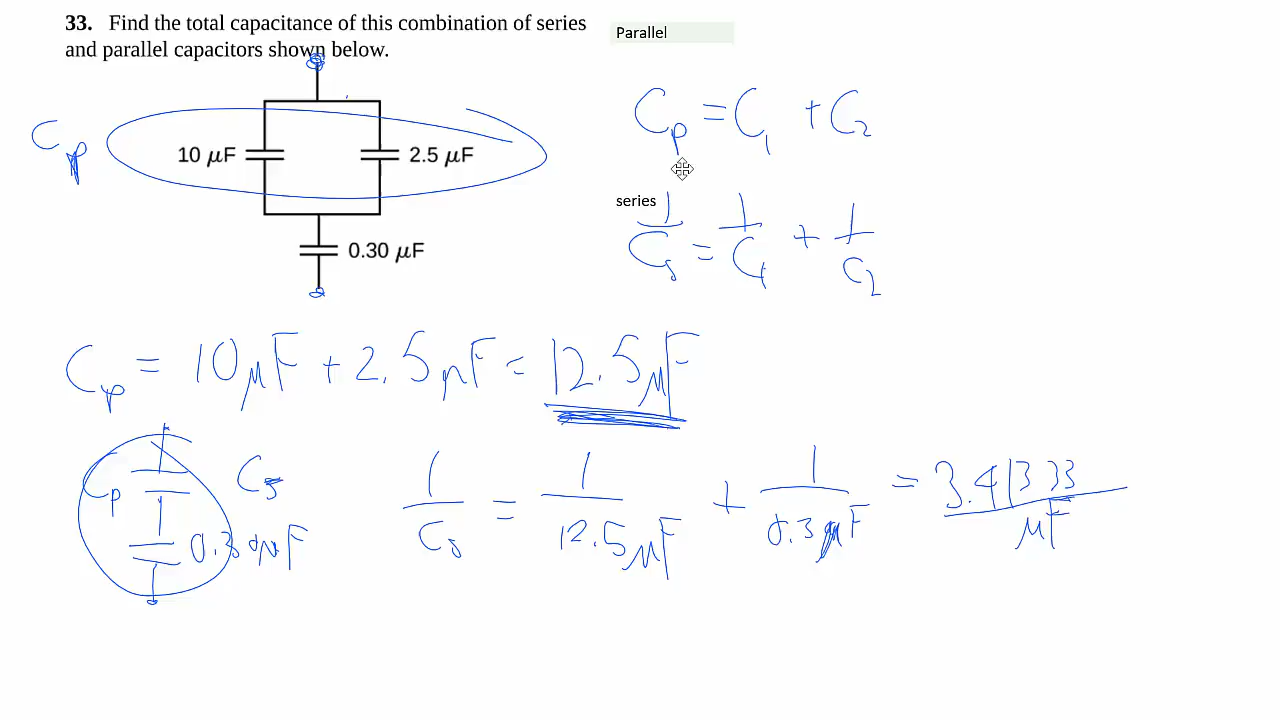 33. Find the total capacitance of this combination of series
and parallel capacitors shown below.
Parallel
Cp = C1 + C2
Cp
10 μF
2.5 μF
series
1/Cs = 1/C1 + 1/C2
0.30 μF
Cp = 10μF + 2.5μF = 12.5μF
Cp
Cs
0.30μF
1/Cs = 1/12.5μF + 1/0.3μF = 3.41333/μF